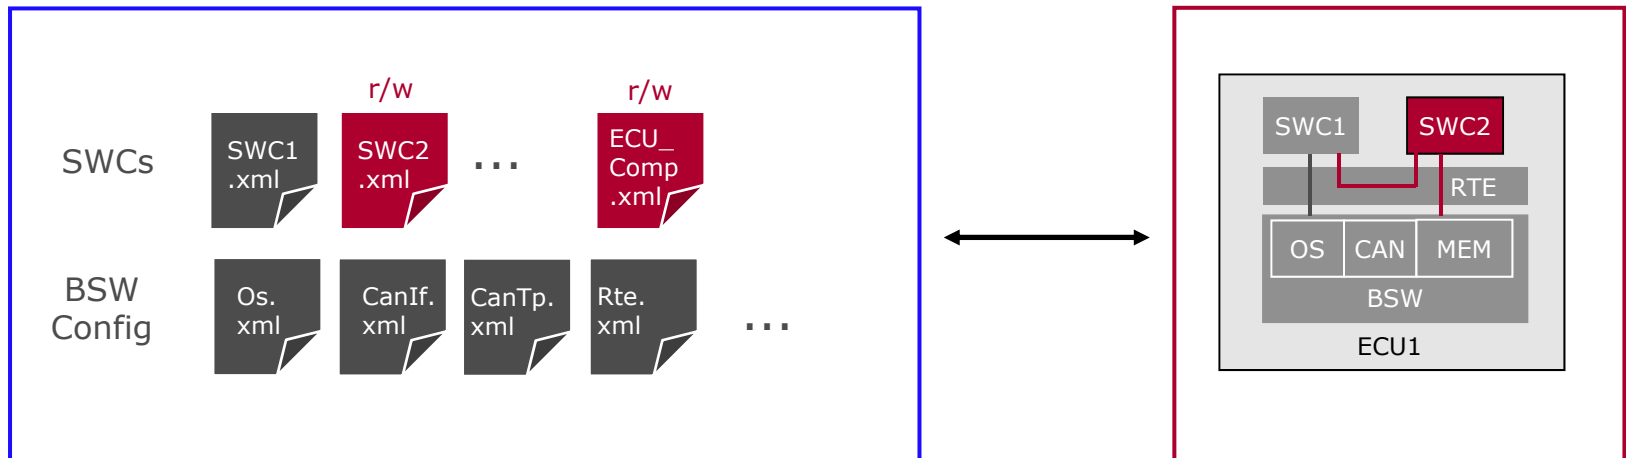 r/w
r/w
SWCs
SWC1
.xml
SWC2
.xml
...
ECU_
Comp
.xml
BSW
Config
Os.
xml
CanIf.
xml
CanTp.
xml
Rte.
xml
...
SWC1
SWC2
RTE
OS
CAN
MEM
BSW
ECU1